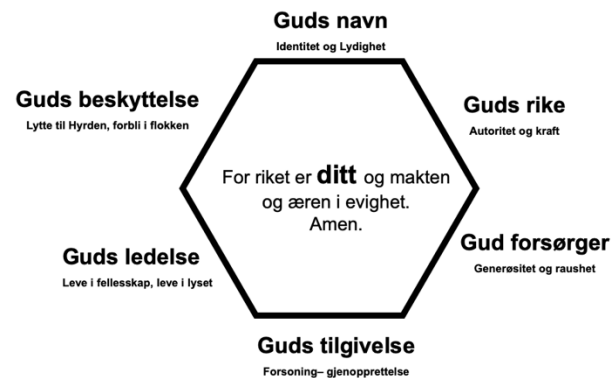 Guds navn
Identitet og Lydighet
Guds beskyttelse
Lytte til Hyrden, forbli i flokken
Guds rike
Autoritet og kraft
For riket er ditt og makten
og æren i evighet.
Amen.
Guds ledelse
Leve i fellesskap, leve i lyset
Gud forsørger
Generøsitet og raushet
Guds tilgivelse
Forsoning– gjenopprettelse